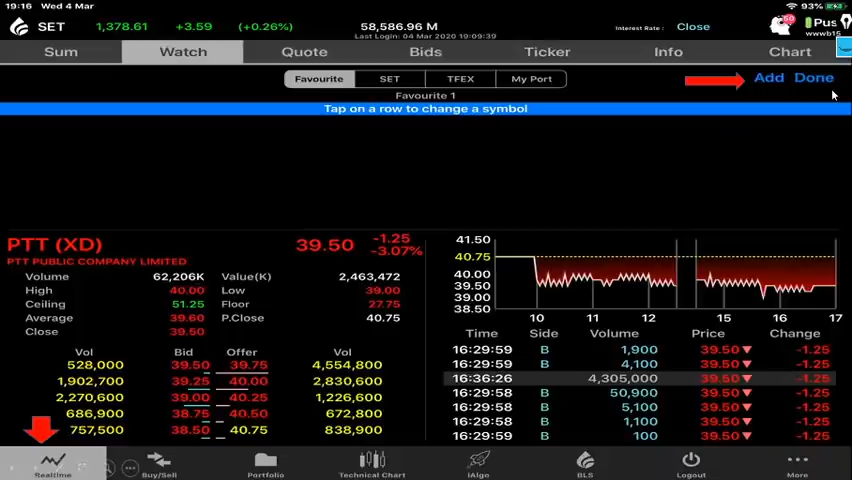 19:16 Wed 4 Mar 93%
SET 1,378.61 +3.59 (+0.26%) 58,586.96 M Interest Rate : Close 50 Pus
Last Login: 04 Mar 2020 19:09:39 wwwb15
Sum Watch Quote Bids Ticker Info Chart
Favourite SET TFEX My Port Add Done
Favourite 1
Tap on a row to change a symbol
PTT (XD) 39.50 -1.25
-3.07%
PTT PUBLIC COMPANY LIMITED
Volume 62,206K Value(K) 2,463,472
High 40.00 Low 39.00
Ceiling 51.25 Floor 27.75
Average 39.60 P.Close 40.75
Close 39.50
Vol Bid Offer Vol
528,000 39.50 39.75 4,554,800
1,902,700 39.25 40.00 2,830,600
2,270,600 39.00 40.25 1,226,600
686,900 38.75 40.50 672,800
757,500 38.50 40.75 838,900
41.50
40.75
40.00
39.50
39.00
38.50
10 11 12 15 16 17
Time Side Volume Price Change
16:29:59 B 1,900 39.50 -1.25
16:29:59 B 4,100 39.50 -1.25
16:36:26 4,305,000 39.50 -1.25
16:29:58 B 50,900 39.50 -1.25
16:29:58 B 5,100 39.50 -1.25
16:29:58 B 1,100 39.50 -1.25
16:29:59 B 100 39.50 -1.25
Realtime Buy/Sell Portfolio Technical Chart iAlgo BLS Logout More